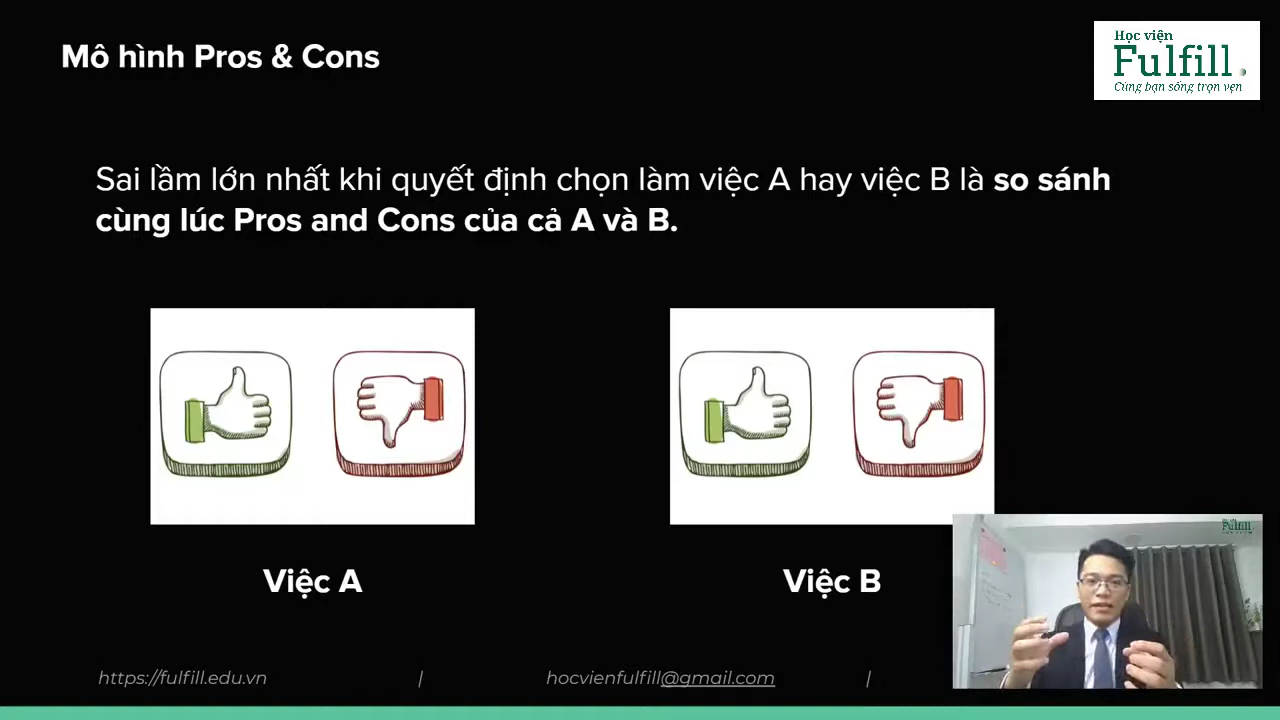 Mô hình Pros & Cons
Học viện
Fulfill.
Cùng bạn sống trọn vẹn
Sai lầm lớn nhất khi quyết định chọn làm việc A hay việc B là so sánh
cùng lúc Pros and Cons của cả A và B.
Việc A
Việc B
Fulfill
https://fulfill.edu.vn | hocvienfulfill@gmail.com |